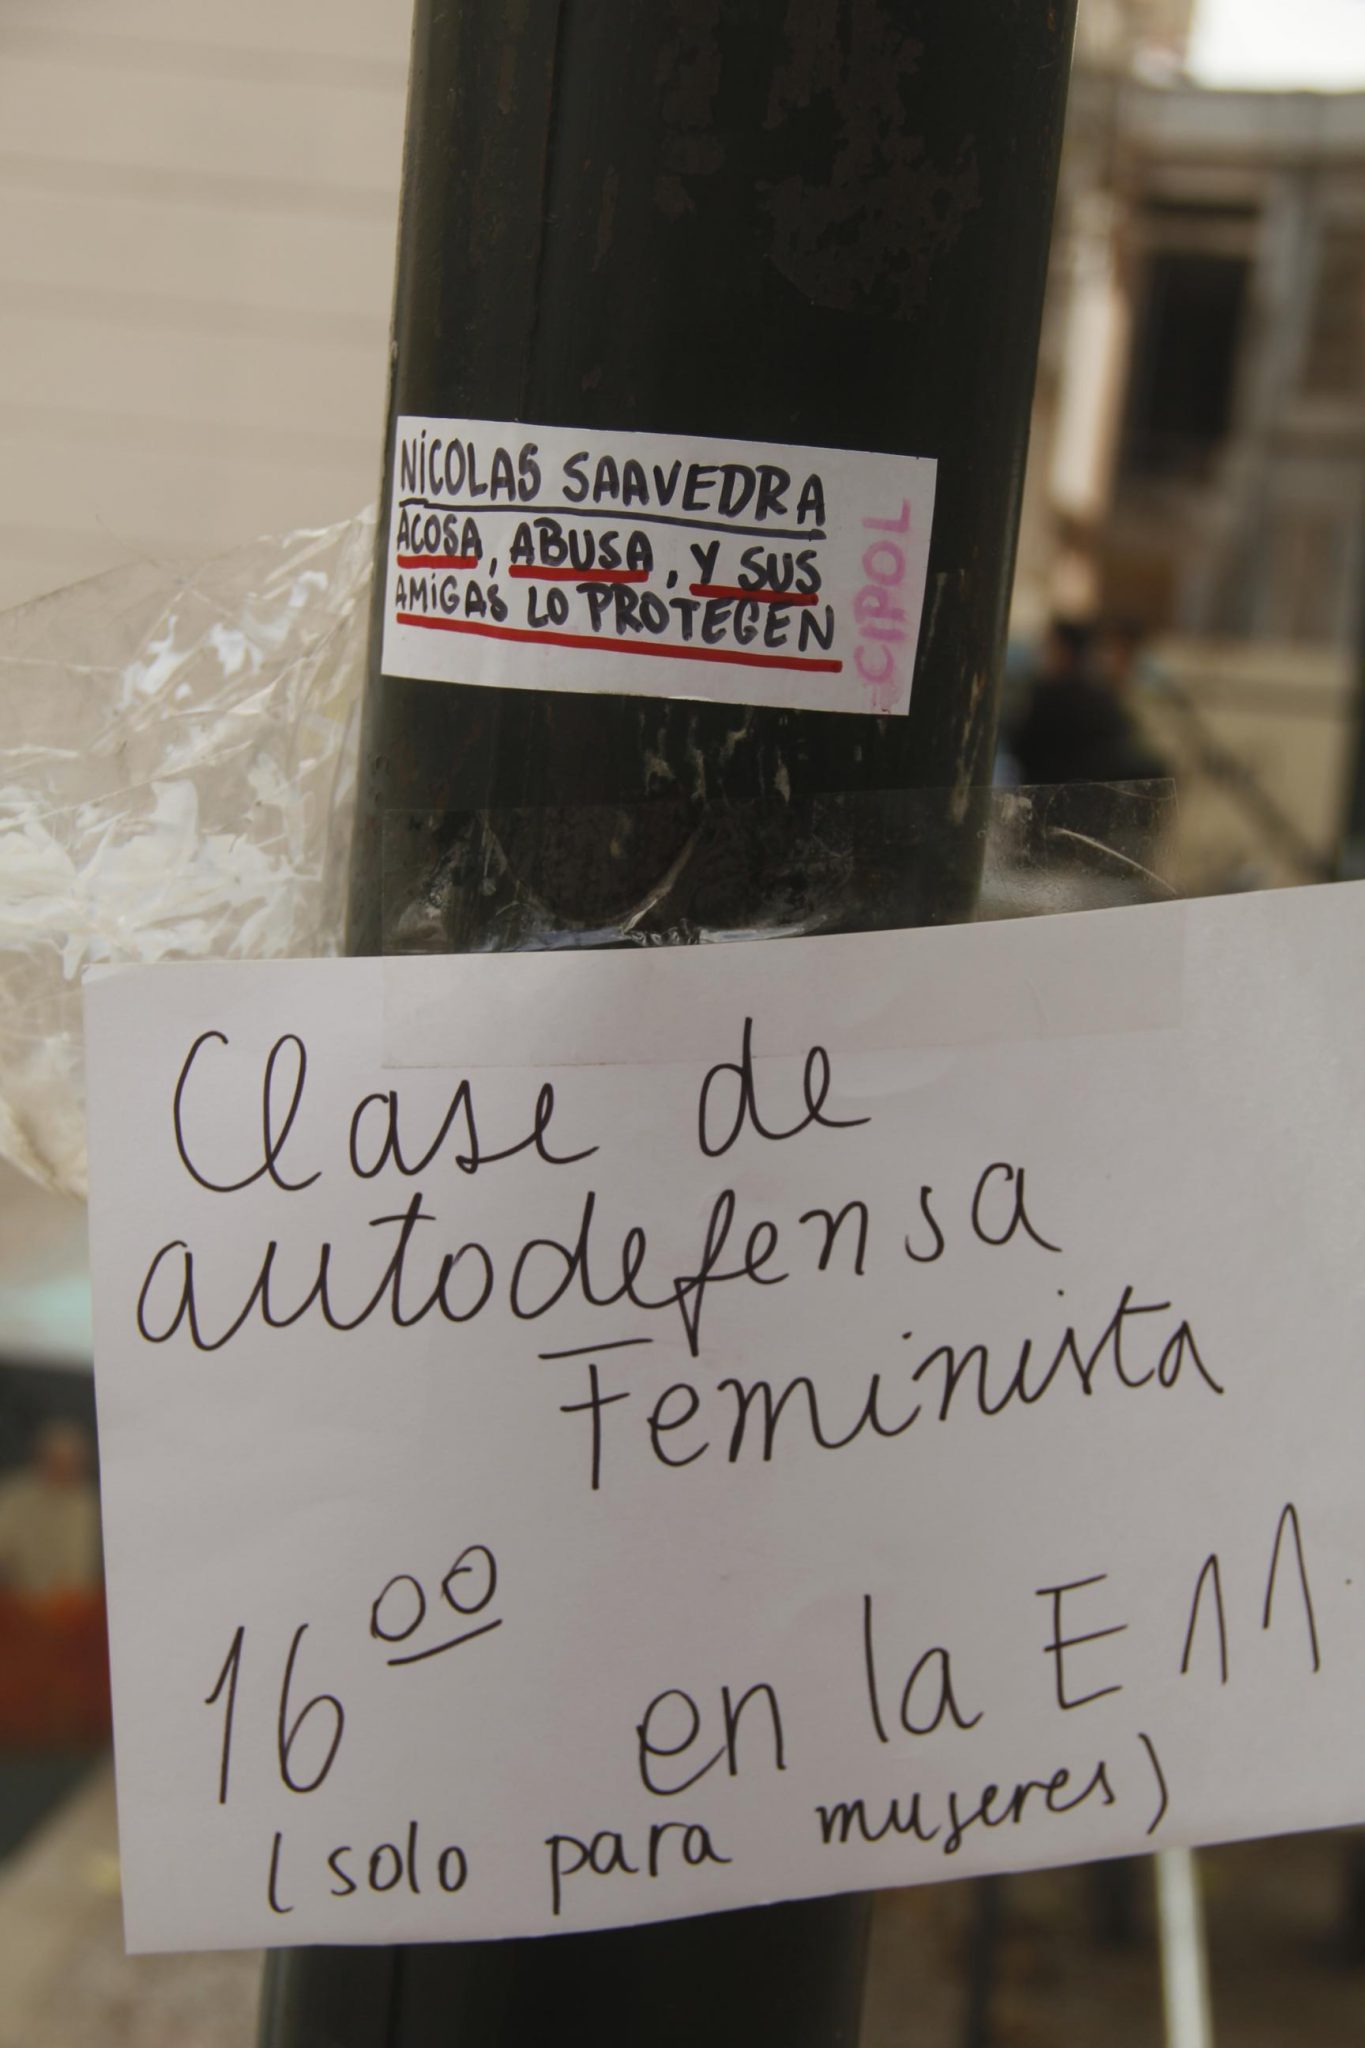 NiCOLAS SAAVEDRA
ACOSA, ABUSA, Y SUS
AMiGAS LO PROTEGEN
CIPOL
Clase de
autodefensa
Feminista
16⁰⁰ en la E11.
(solo para mujeres)